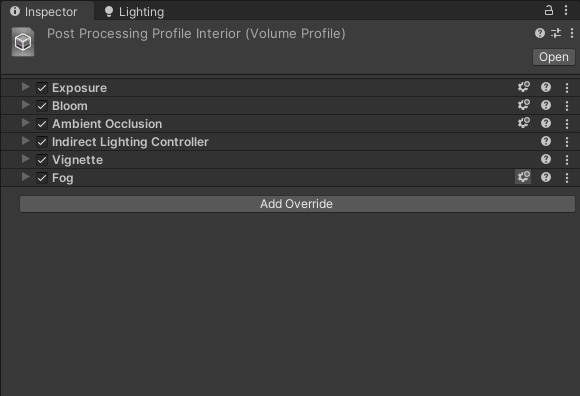 Inspector Lighting
Post Processing Profile Interior (Volume Profile)
Open
Exposure
Bloom
Ambient Occlusion
Indirect Lighting Controller
Vignette
Fog
Add Override